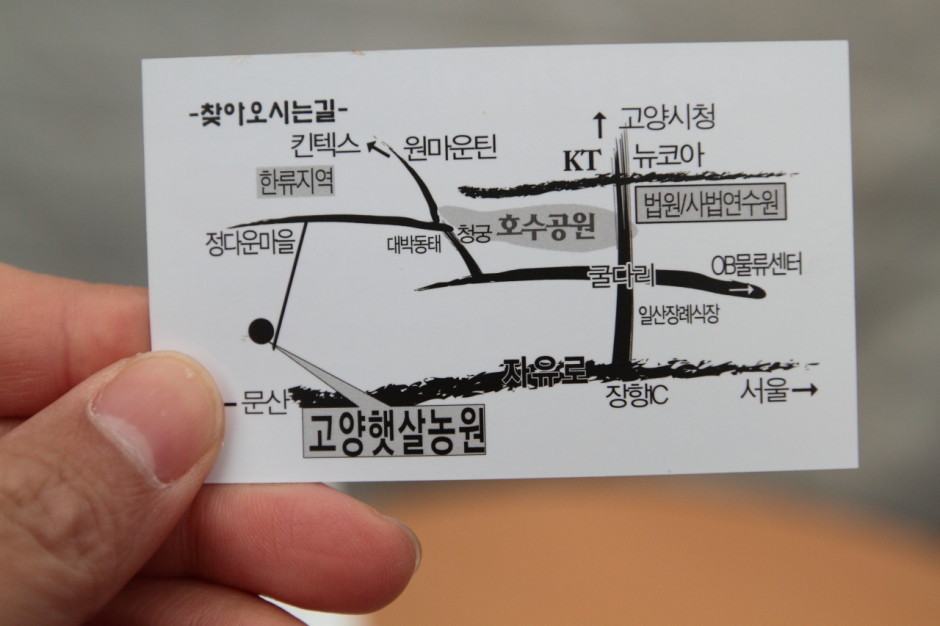 -찾아오시는길-
고양시청
킨텍스
원마운틴
KT
뉴코아
한류지역
법원/사법연수원
정다운마을
대박동태
청궁
호수공원
굴다리
OB물류센터
일산장례식장
자유로
문산
장항IC
서울
고양햇살농원